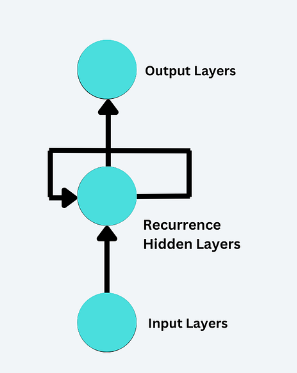 Output Layers
Recurrence
Hidden Layers
Input Layers